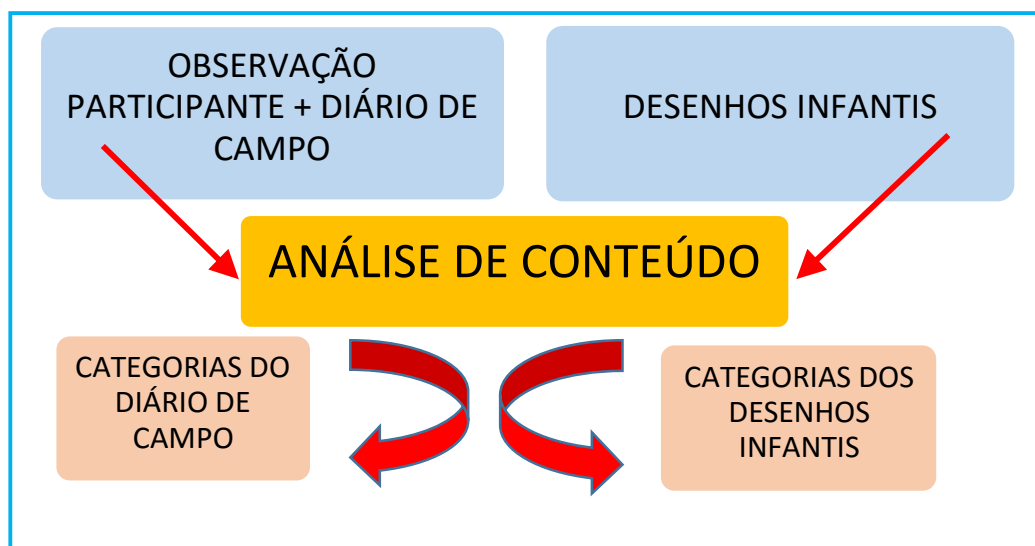 OBSERVAÇÃO
PARTICIPANTE + DIÁRIO DE
CAMPO
DESENHOS INFANTIS
ANÁLISE DE CONTEÚDO
CATEGORIAS DO
DIÁRIO DE
CAMPO
CATEGORIAS DOS
DESENHOS
INFANTIS